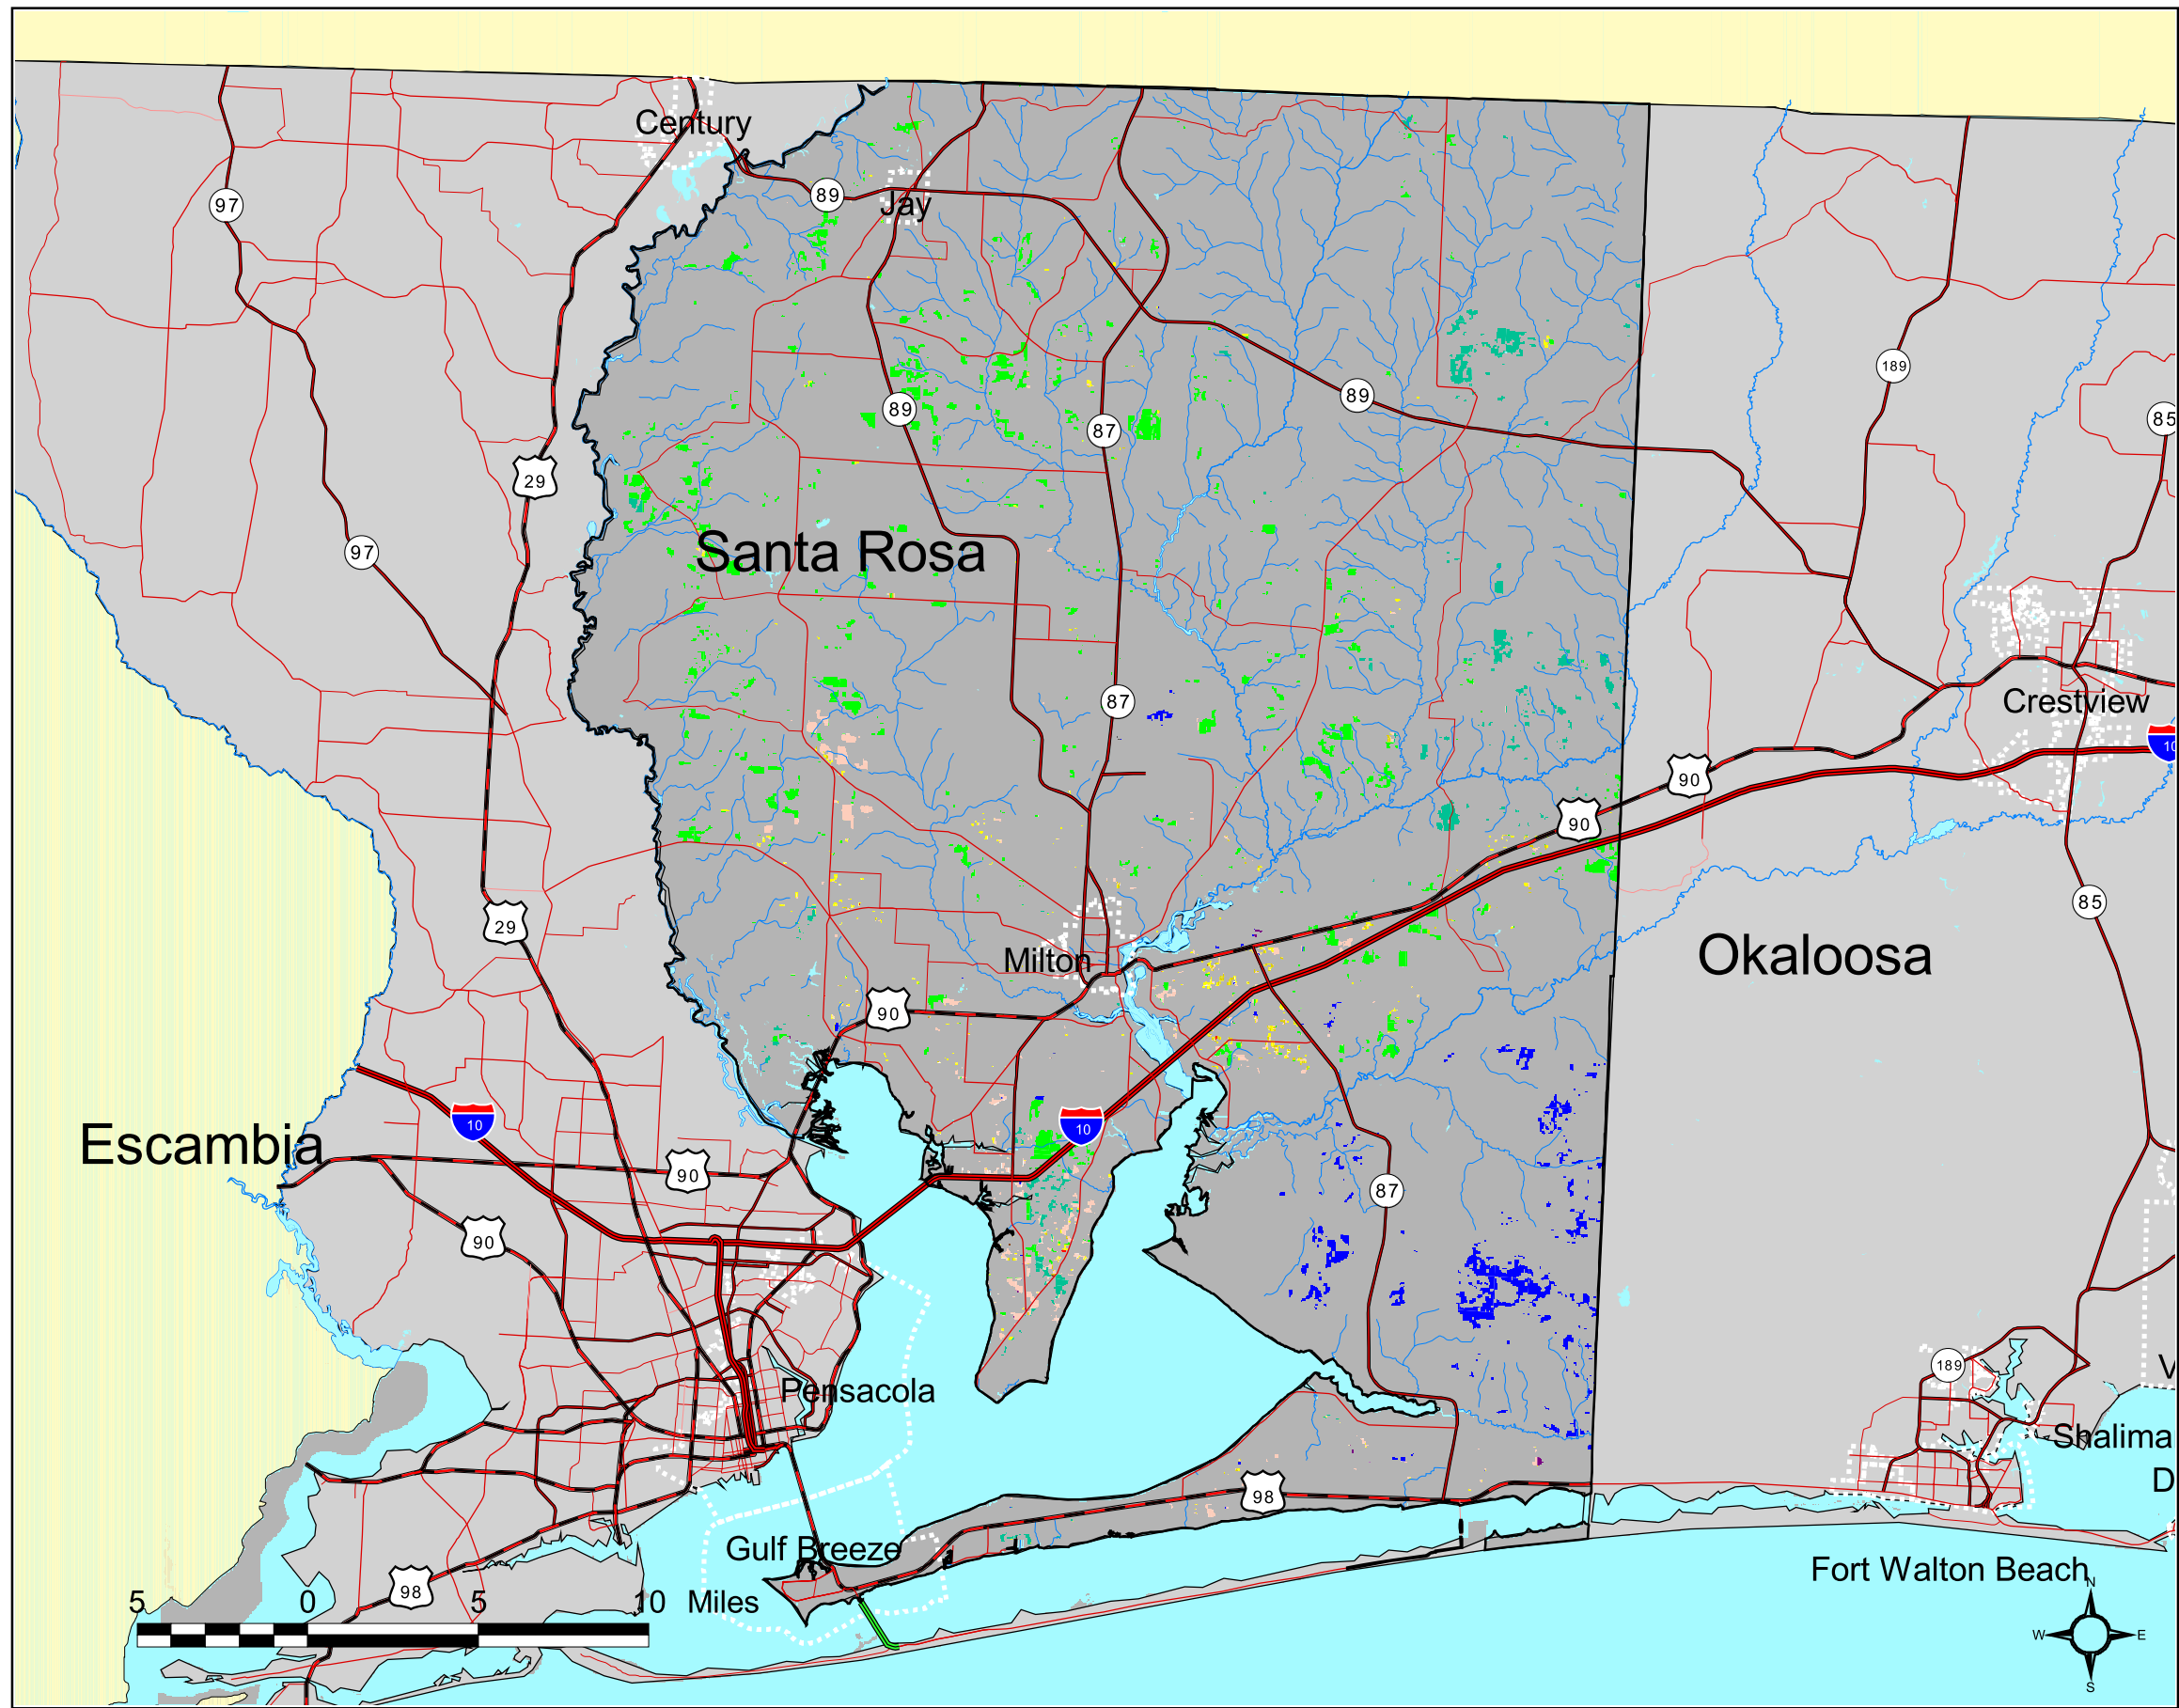 Century
97
89
Jay
189
89
89
85
87
29
Santa Rosa
97
87
Crestview
10
90
90
85
29
Okaloosa
Milton
90
10
10
Escambia
90
87
90
189
V
Pensacola
Shalima
D
98
Gulf Breeze
Fort Walton Beach
98
5 0 5 10 Miles
N
W E
S